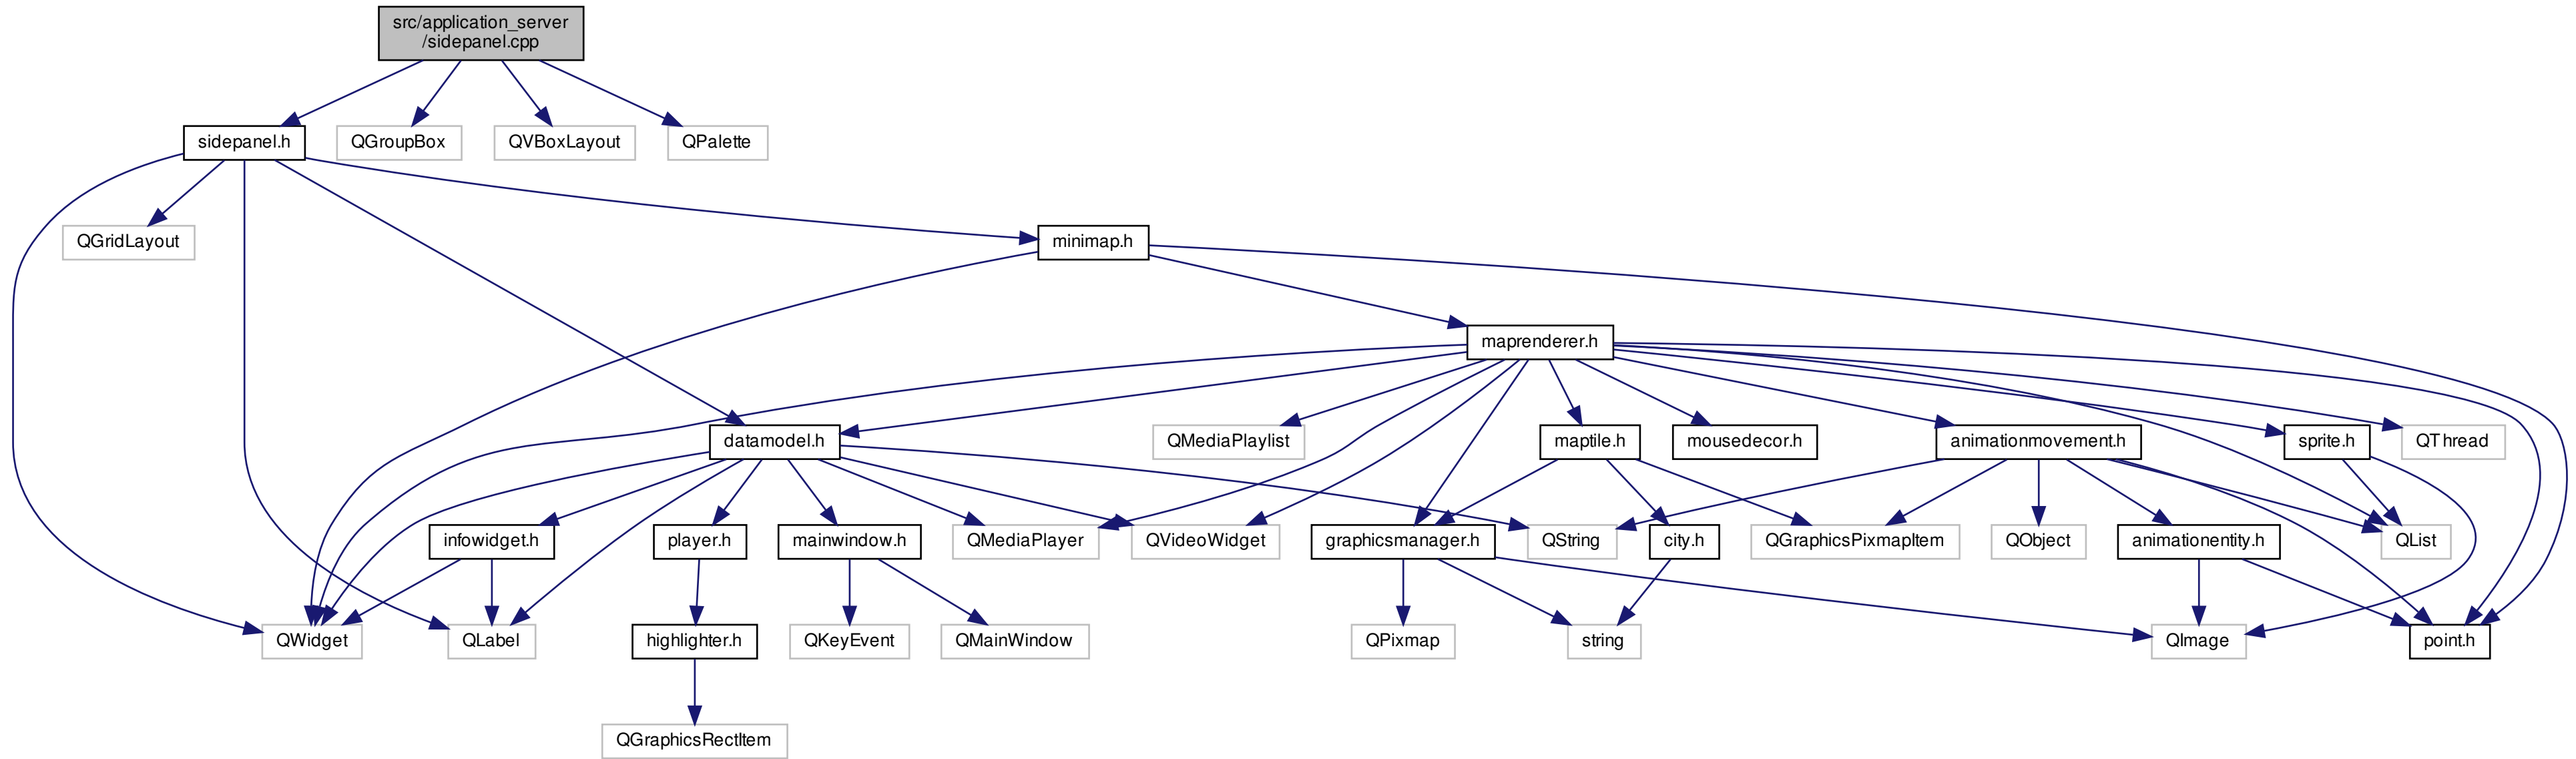 src/application_server
/sidepanel.cpp
sidepanel.h
QGroupBox
QVBoxLayout
QPalette
QGridLayout
minimap.h
maprenderer.h
datamodel.h
QMediaPlaylist
maptile.h
mousedecor.h
animationmovement.h
sprite.h
QThread
infowidget.h
player.h
mainwindow.h
QMediaPlayer
QVideoWidget
graphicsmanager.h
QString
city.h
QGraphicsPixmapItem
QObject
animationentity.h
QList
QWidget
QLabel
highlighter.h
QKeyEvent
QMainWindow
QPixmap
string
QImage
point.h
QGraphicsRectItem